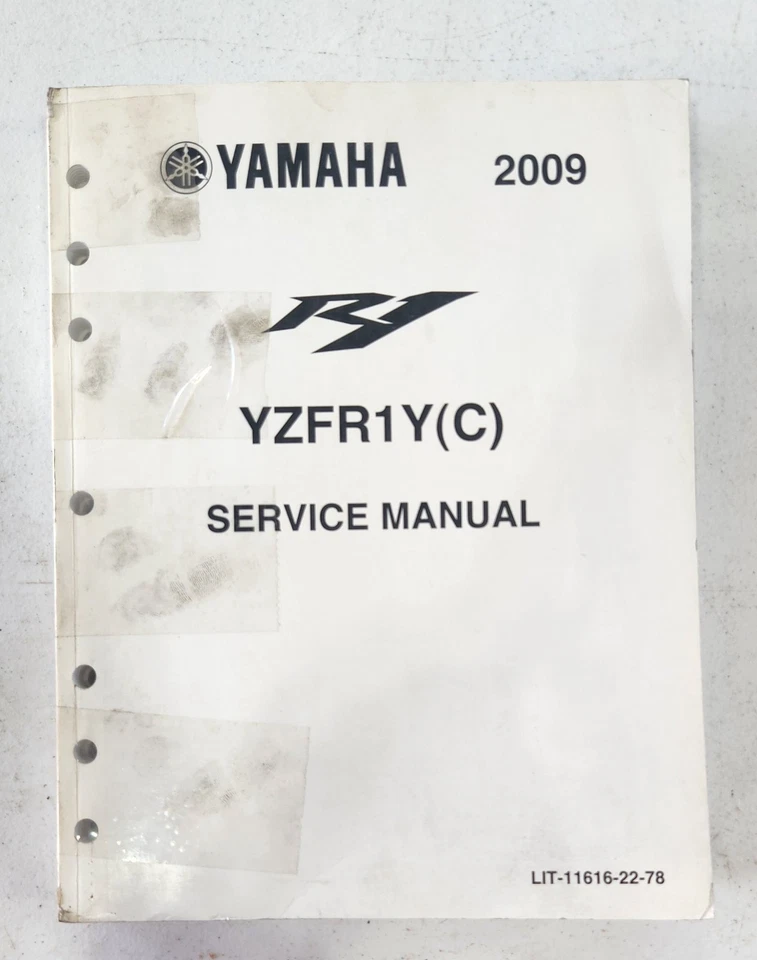 YAMAHA 2009
R1
YZFR1Y(C)
SERVICE MANUAL
LIT-11616-22-78